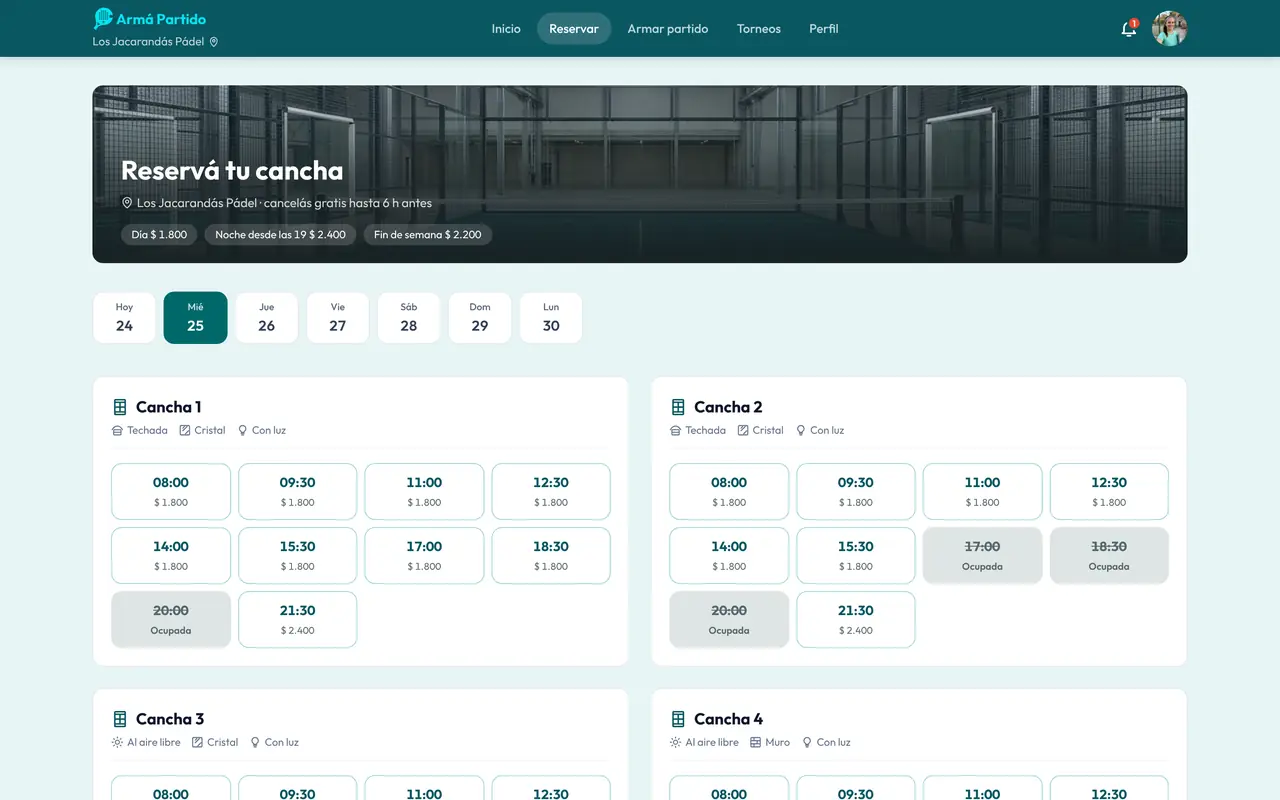 Armá Partido
Los Jacarandás Pádel
Inicio
Reservar
Armar partido
Torneos
Perfil
1
Reservá tu cancha
Los Jacarandás Pádel · cancelás gratis hasta 6 h antes
Día $ 1.800
Noche desde las 19 $ 2.400
Fin de semana $ 2.200
Hoy
24
Mié
25
Jue
26
Vie
27
Sáb
28
Dom
29
Lun
30
Cancha 1
Techada Cristal Con luz
08:00
$ 1.800
09:30
$ 1.800
11:00
$ 1.800
12:30
$ 1.800
14:00
$ 1.800
15:30
$ 1.800
17:00
$ 1.800
18:30
$ 1.800
20:00
Ocupada
21:30
$ 2.400
Cancha 2
Techada Cristal Con luz
08:00
$ 1.800
09:30
$ 1.800
11:00
$ 1.800
12:30
$ 1.800
14:00
$ 1.800
15:30
$ 1.800
17:00
Ocupada
18:30
Ocupada
20:00
Ocupada
21:30
$ 2.400
Cancha 3
Al aire libre Cristal Con luz
08:00
09:30
11:00
12:30
Cancha 4
Al aire libre Muro Con luz
08:00
09:30
11:00
12:30